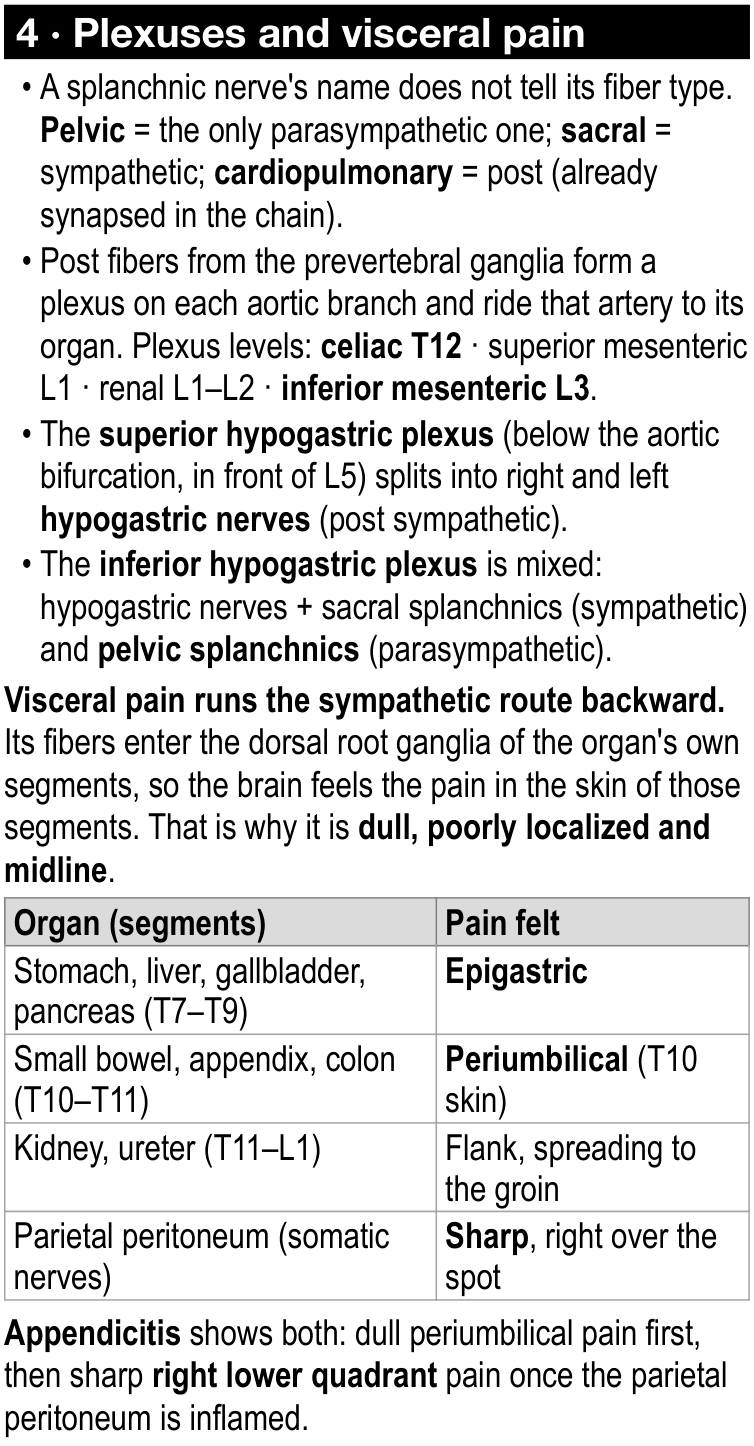 4 · Plexuses and visceral pain
• A splanchnic nerve's name does not tell its fiber type.
Pelvic = the only parasympathetic one; sacral =
sympathetic; cardiopulmonary = post (already
synapsed in the chain).
• Post fibers from the prevertebral ganglia form a
plexus on each aortic branch and ride that artery to its
organ. Plexus levels: celiac T12 · superior mesenteric
L1 · renal L1–L2 · inferior mesenteric L3.
• The superior hypogastric plexus (below the aortic
bifurcation, in front of L5) splits into right and left
hypogastric nerves (post sympathetic).
• The inferior hypogastric plexus is mixed:
hypogastric nerves + sacral splanchnics (sympathetic)
and pelvic splanchnics (parasympathetic).
Visceral pain runs the sympathetic route backward.
Its fibers enter the dorsal root ganglia of the organ's own
segments, so the brain feels the pain in the skin of those
segments. That is why it is dull, poorly localized and
midline.
Organ (segments) Pain felt
Stomach, liver, gallbladder, Epigastric
pancreas (T7–T9)
Small bowel, appendix, colon Periumbilical (T10
(T10–T11) skin)
Kidney, ureter (T11–L1) Flank, spreading to
the groin
Parietal peritoneum (somatic Sharp, right over the
nerves) spot
Appendicitis shows both: dull periumbilical pain first,
then sharp right lower quadrant pain once the parietal
peritoneum is inflamed.